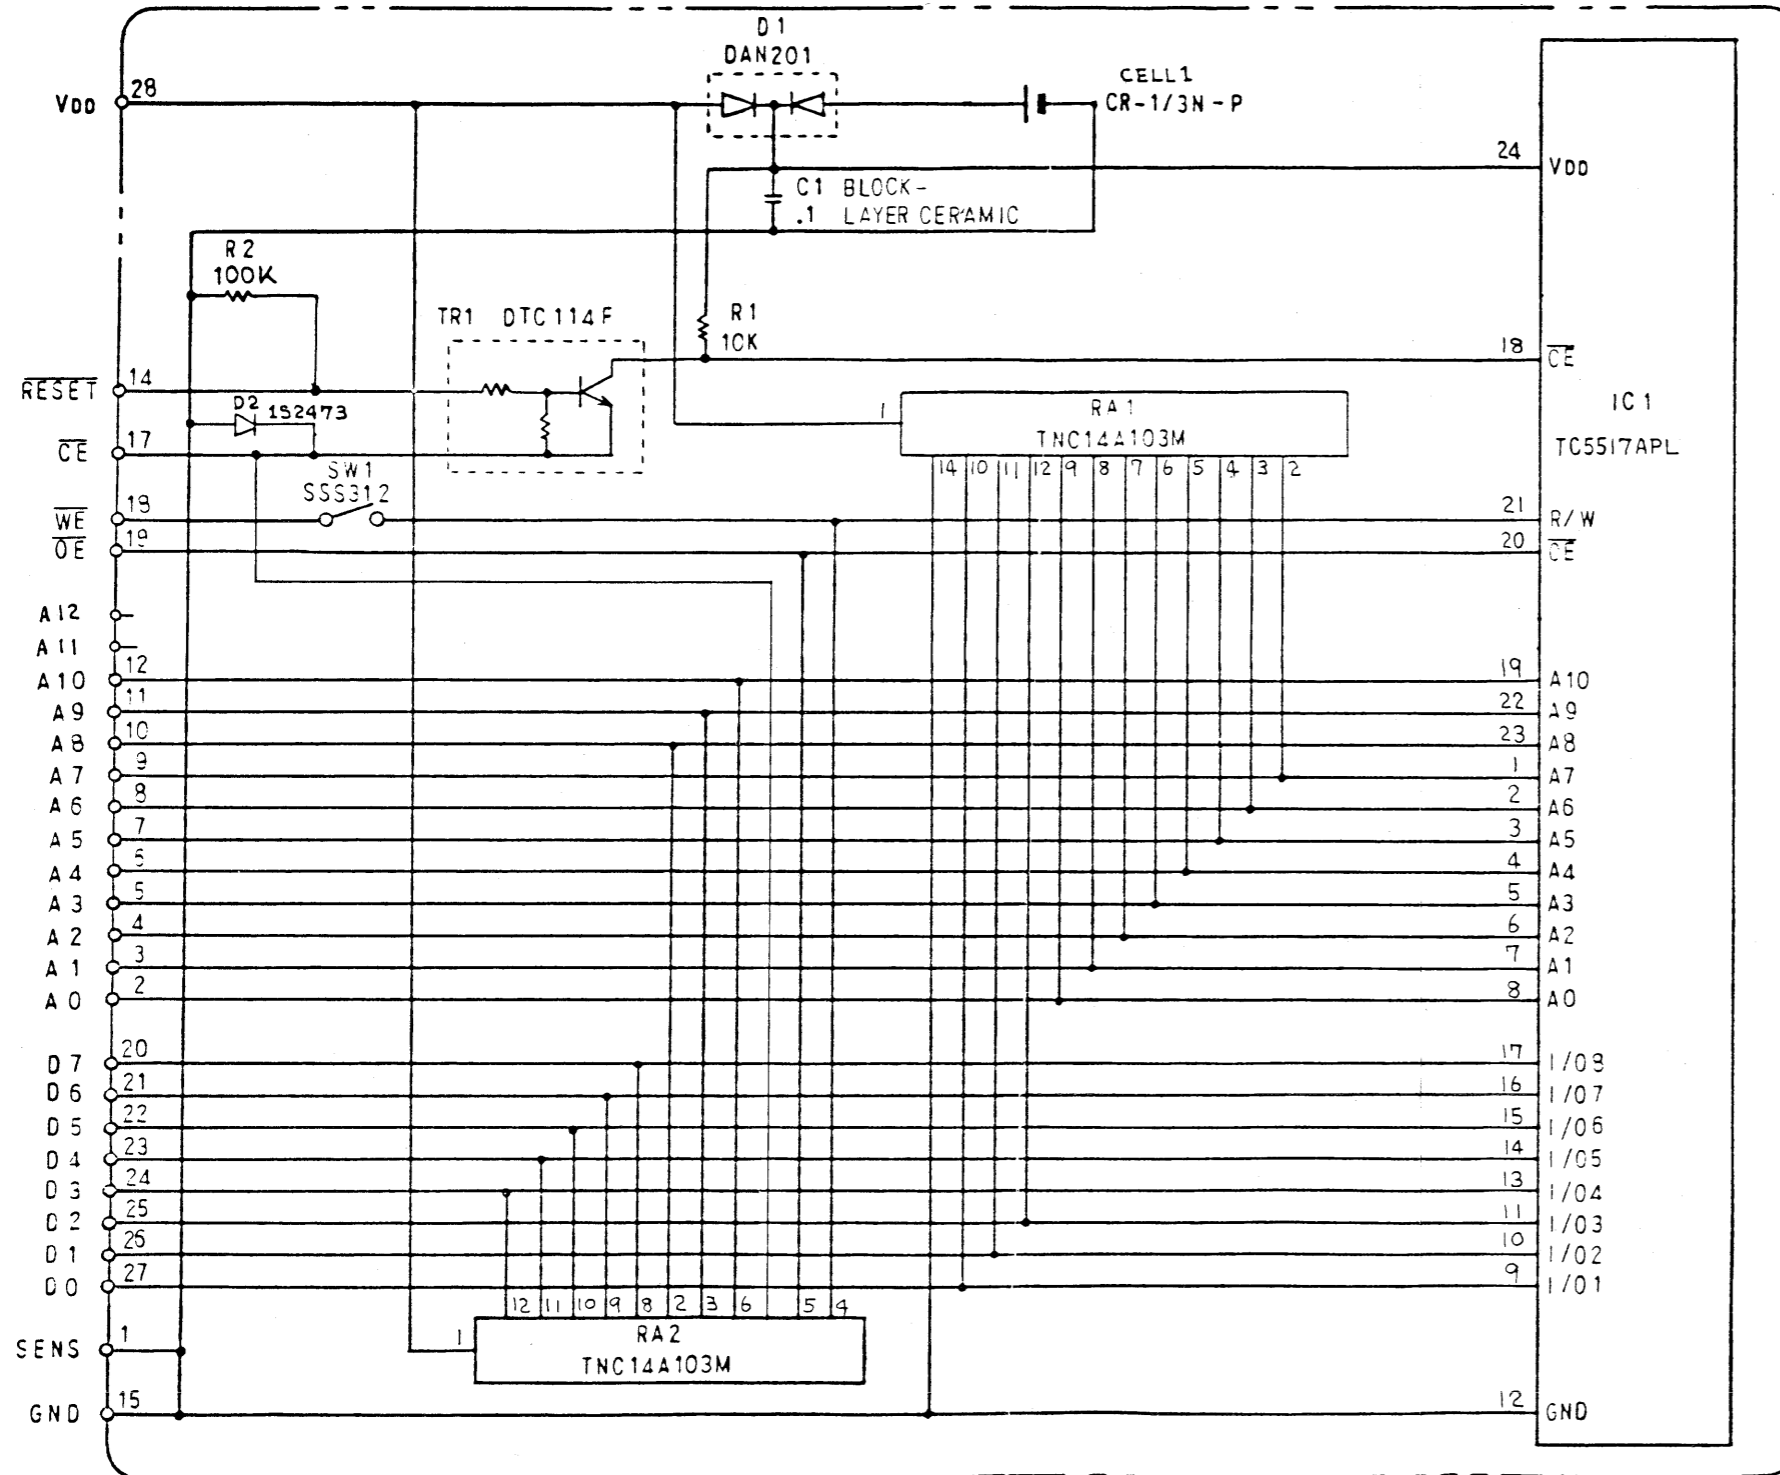 D1
DAN201
CELL1
CR-1/3N-P
VDD 28
24 VDD
C1 BLOCK-
.1 LAYER CERAMIC
R2
100K
TR1 DTC114F
R1
10K
18 CE
RESET 14
D2 152473
CE 17
1 RA1
TNC14A103M
14 10 11 12 9 8 7 6 5 4 3 2
IC1
TC5517APL
SW1
SSS312
WE 18
21 R/W
OE 19
20 CE
A12
A11
A10 12
19 A10
A9 11
22 A9
A8 10
23 A8
A7 9
1 A7
A6 8
2 A6
A5 7
3 A5
A4 6
4 A4
A3 5
5 A3
A2 4
6 A2
A1 3
7 A1
A0 2
8 A0
D7 20
17 I/O8
D6 21
16 I/O7
D5 22
15 I/O6
D4 23
14 I/O5
D3 24
13 I/O4
D2 25
11 I/O3
D1 26
10 I/O2
D0 27
9 I/O1
12 11 10 9 8 2 3 6 5 4
SENS 1
1 RA2
TNC14A103M
GND 15
12 GND